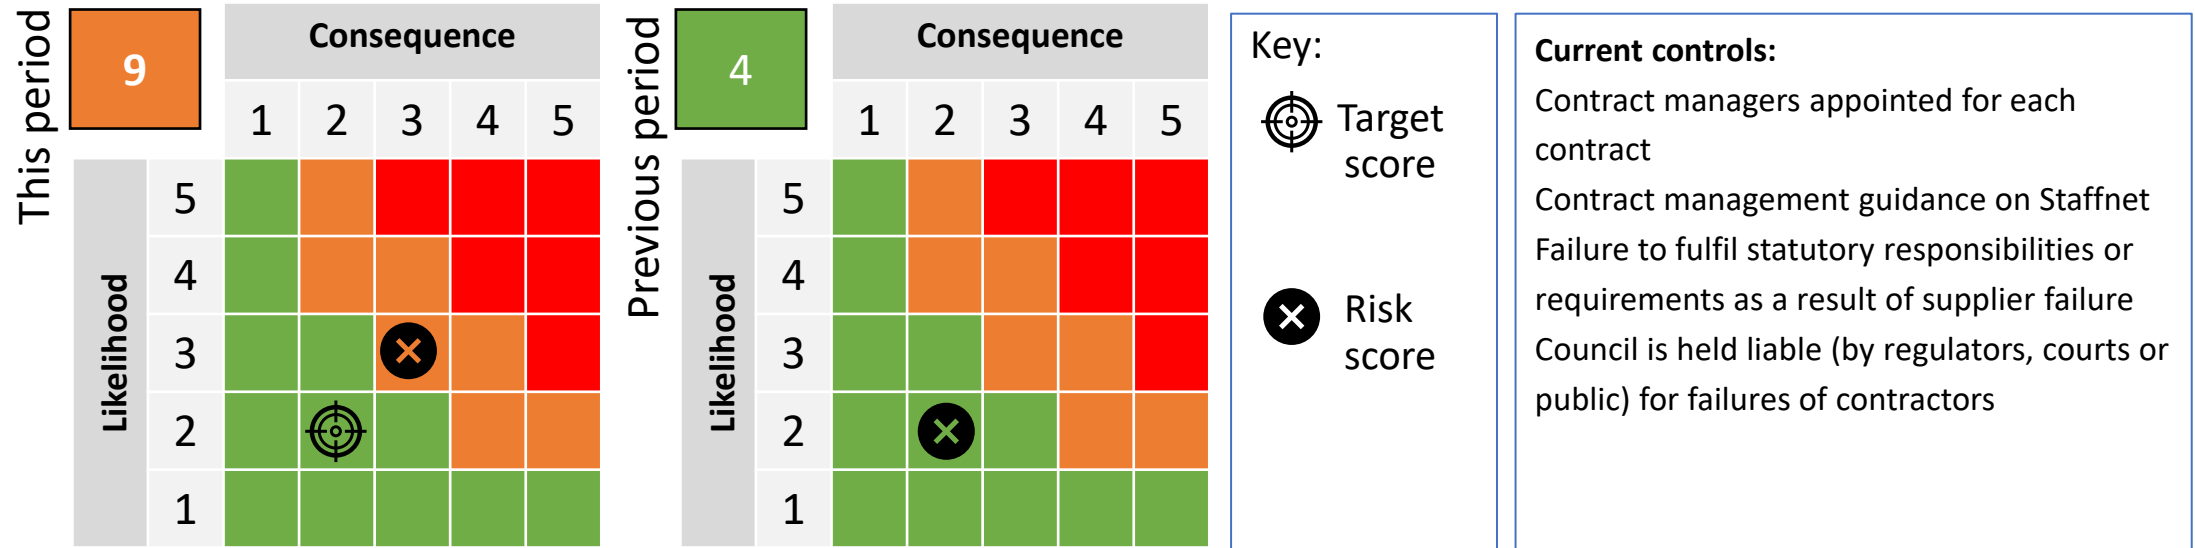 This period
9
Consequence
1 2 3 4 5
Likelihood
5
4
3
2
1
Previous period
4
Consequence
1 2 3 4 5
Likelihood
5
4
3
2
1
Key:
Target
score
Risk
score
Current controls:
Contract managers appointed for each
contract
Contract management guidance on Staffnet
Failure to fulfil statutory responsibilities or
requirements as a result of supplier failure
Council is held liable (by regulators, courts or
public) for failures of contractors